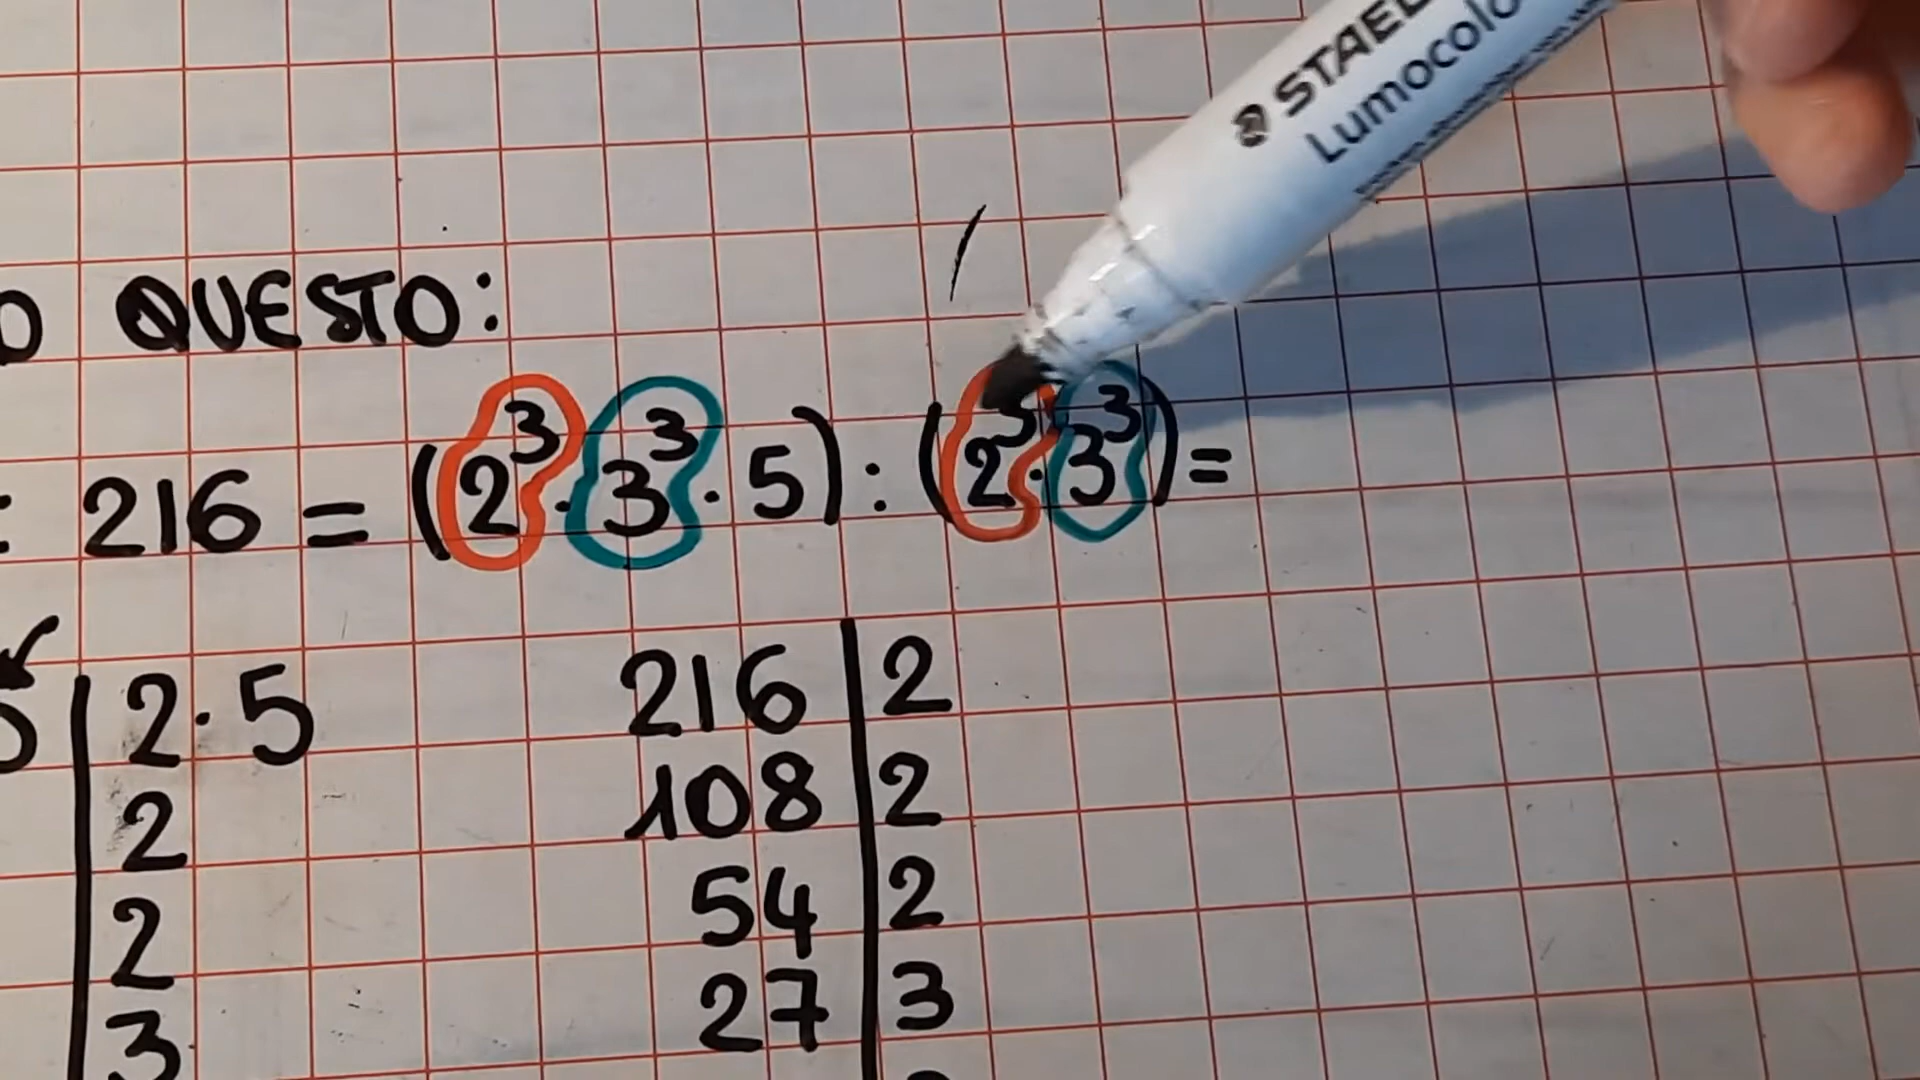 STAEDTLER
Lumocolor
QUESTO:
: 216 = (2³ · 3³ · 5) : (2³ · 3³) =
2·5
2
2
3
216 | 2
108 | 2
54 | 2
27 | 3